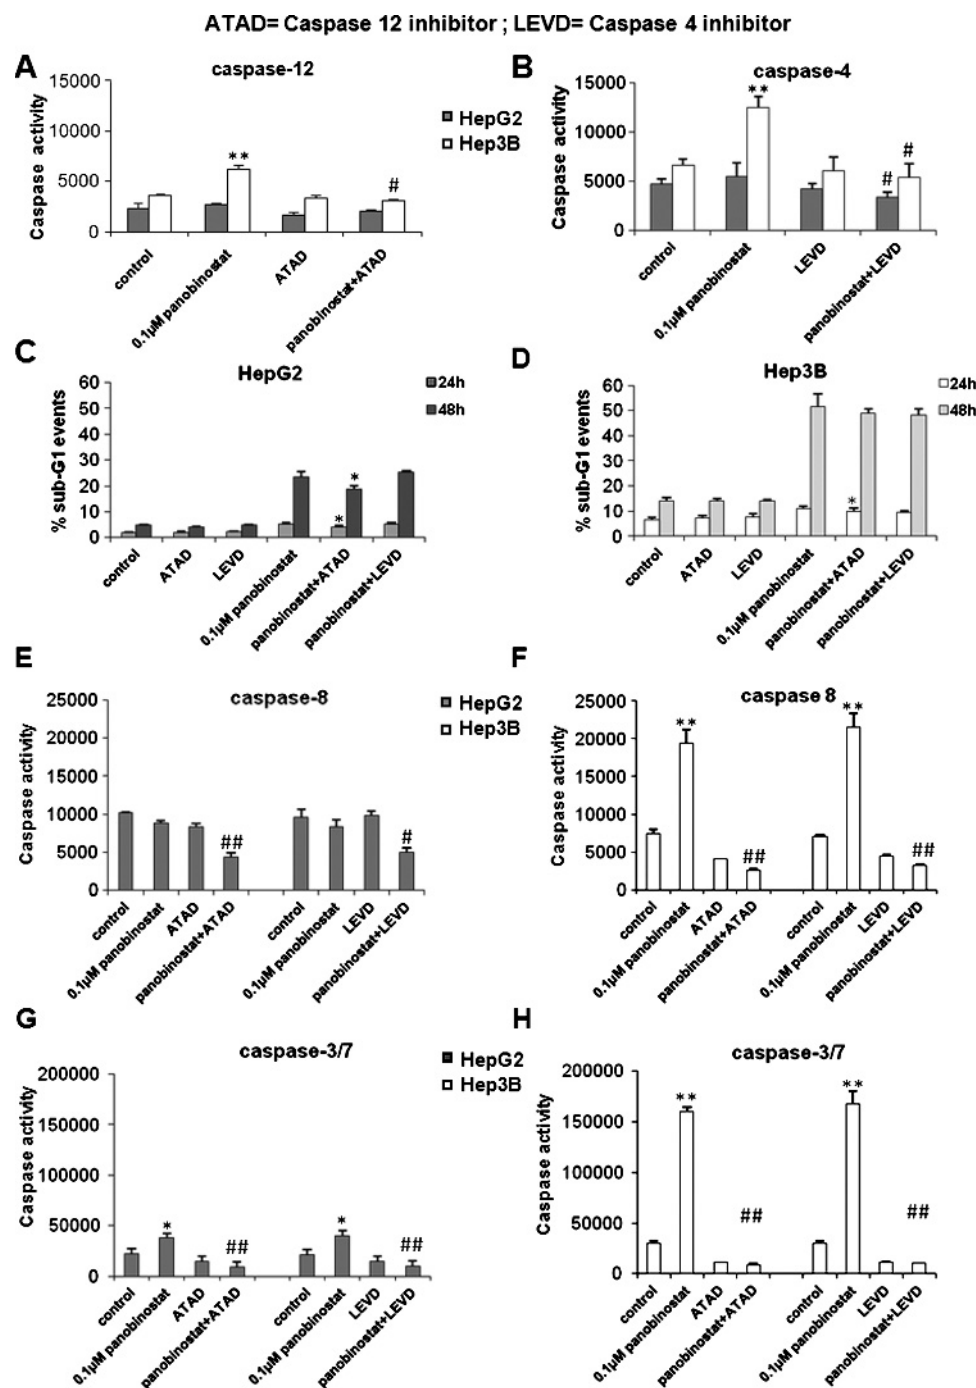 ATAD= Caspase 12 inhibitor ; LEVD= Caspase 4 inhibitor
A
caspase-12
Caspase activity
15000
10000
5000
0
**
#
control
0.1µM panobinostat
ATAD
panobinostat+ATAD
HepG2
Hep3B
B
caspase-4
Caspase activity
15000
10000
5000
0
**
#
#
control
0.1µM panobinostat
LEVD
panobinostat+LEVD
C
HepG2
% sub-G1 events
60
50
40
30
20
10
0
*
*
24h
48h
control
ATAD
LEVD
0.1µM panobinostat
panobinostat+ATAD
panobinostat+LEVD
D
Hep3B
% sub-G1 events
60
50
40
30
20
10
0
*
24h
48h
control
ATAD
LEVD
0.1µM panobinostat
panobinostat+ATAD
panobinostat+LEVD
E
caspase-8
Caspase activity
25000
20000
15000
10000
5000
0
##
#
HepG2
Hep3B
control
0.1µM panobinostat
ATAD
panobinostat+ATAD
control
0.1µM panobinostat
LEVD
panobinostat+LEVD
F
caspase 8
Caspase activity
25000
20000
15000
10000
5000
0
**
##
**
##
control
0.1µM panobinostat
ATAD
panobinostat+ATAD
control
0.1µM panobinostat
LEVD
panobinostat+LEVD
G
caspase-3/7
Caspase activity
200000
150000
100000
50000
0
*
##
*
##
HepG2
Hep3B
control
0.1µM panobinostat
ATAD
panobinostat+ATAD
control
0.1µM panobinostat
LEVD
panobinostat+LEVD
H
caspase-3/7
Caspase activity
200000
150000
100000
50000
0
**
##
**
##
control
0.1µM panobinostat
ATAD
panobinostat+ATAD
control
0.1µM panobinostat
LEVD
panobinostat+LEVD